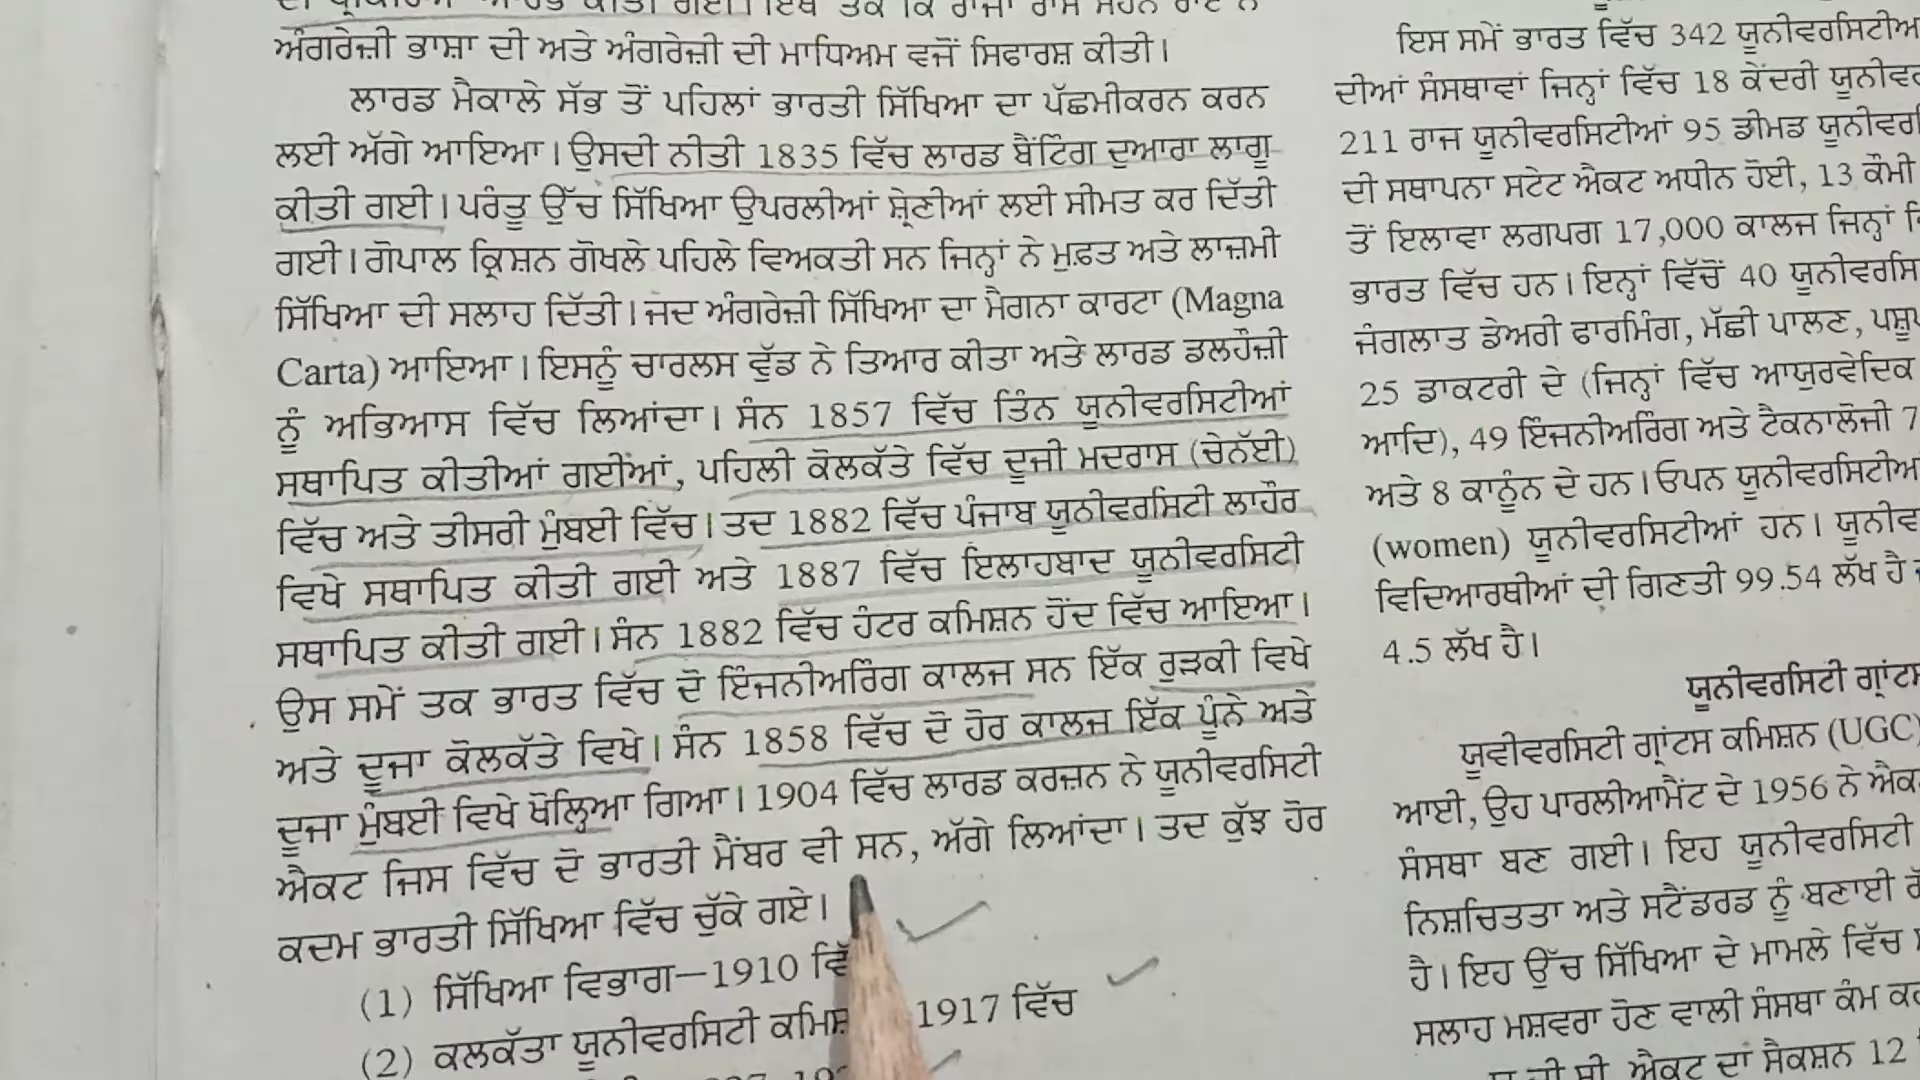 ਅੰਗਰੇਜ਼ੀ ਭਾਸ਼ਾ ਦੀ ਅਤੇ ਅੰਗਰੇਜ਼ੀ ਦੀ ਮਾਧਿਅਮ ਵਜੋਂ ਸਿਫਾਰਸ਼ ਕੀਤੀ।
ਲਾਰਡ ਮੈਕਾਲੇ ਸੱਭ ਤੋਂ ਪਹਿਲਾਂ ਭਾਰਤੀ ਸਿੱਖਿਆ ਦਾ ਪੱਛਮੀਕਰਨ ਕਰਨ
ਲਈ ਅੱਗੇ ਆਇਆ। ਉਸਦੀ ਨੀਤੀ 1835 ਵਿੱਚ ਲਾਰਡ ਬੈਂਟਿੰਗ ਦੁਆਰਾ ਲਾਗੂ
ਕੀਤੀ ਗਈ। ਪਰੰਤੂ ਉੱਚ ਸਿੱਖਿਆ ਉਪਰਲੀਆਂ ਸ਼੍ਰੇਣੀਆਂ ਲਈ ਸੀਮਤ ਕਰ ਦਿੱਤੀ
ਗਈ। ਗੋਪਾਲ ਕ੍ਰਿਸ਼ਨ ਗੋਖਲੇ ਪਹਿਲੇ ਵਿਅਕਤੀ ਸਨ ਜਿਨ੍ਹਾਂ ਨੇ ਮੁਫ਼ਤ ਅਤੇ ਲਾਜ਼ਮੀ
ਸਿੱਖਿਆ ਦੀ ਸਲਾਹ ਦਿੱਤੀ। ਜਦ ਅੰਗਰੇਜ਼ੀ ਸਿੱਖਿਆ ਦਾ ਮੈਗਨਾ ਕਾਰਟਾ (Magna
Carta) ਆਇਆ। ਇਸਨੂੰ ਚਾਰਲਸ ਵੁੱਡ ਨੇ ਤਿਆਰ ਕੀਤਾ ਅਤੇ ਲਾਰਡ ਡਲਹੌਜ਼ੀ
ਨੂੰ ਅਭਿਆਸ ਵਿੱਚ ਲਿਆਂਦਾ। ਸੰਨ 1857 ਵਿੱਚ ਤਿੰਨ ਯੂਨੀਵਰਸਿਟੀਆਂ
ਸਥਾਪਿਤ ਕੀਤੀਆਂ ਗਈਆਂ, ਪਹਿਲੀ ਕੋਲਕੱਤੇ ਵਿੱਚ ਦੂਜੀ ਮਦਰਾਸ (ਚੇਨੱਈ)
ਵਿੱਚ ਅਤੇ ਤੀਸਰੀ ਮੁੰਬਈ ਵਿੱਚ। ਤਦ 1882 ਵਿੱਚ ਪੰਜਾਬ ਯੂਨੀਵਰਸਿਟੀ ਲਾਹੌਰ
ਵਿਖੇ ਸਥਾਪਿਤ ਕੀਤੀ ਗਈ ਅਤੇ 1887 ਵਿੱਚ ਇਲਾਹਬਾਦ ਯੂਨੀਵਰਸਿਟੀ
ਸਥਾਪਿਤ ਕੀਤੀ ਗਈ। ਸੰਨ 1882 ਵਿੱਚ ਹੰਟਰ ਕਮਿਸ਼ਨ ਹੋਂਦ ਵਿੱਚ ਆਇਆ।
ਉਸ ਸਮੇਂ ਤਕ ਭਾਰਤ ਵਿੱਚ ਦੋ ਇੰਜਨੀਅਰਿੰਗ ਕਾਲਜ ਸਨ ਇੱਕ ਰੁੜਕੀ ਵਿਖੇ
ਅਤੇ ਦੂਜਾ ਕੋਲਕੱਤੇ ਵਿਖੇ। ਸੰਨ 1858 ਵਿੱਚ ਦੋ ਹੋਰ ਕਾਲਜ ਇੱਕ ਪੂੰਨੇ ਅਤੇ
ਦੂਜਾ ਮੁੰਬਈ ਵਿਖੇ ਖੋਲ੍ਹਿਆ ਗਿਆ। 1904 ਵਿੱਚ ਲਾਰਡ ਕਰਜ਼ਨ ਨੇ ਯੂਨੀਵਰਸਿਟੀ
ਐਕਟ ਜਿਸ ਵਿੱਚ ਦੋ ਭਾਰਤੀ ਮੈਂਬਰ ਵੀ ਸਨ, ਅੱਗੇ ਲਿਆਂਦਾ। ਤਦ ਕੁੱਝ ਹੋਰ
ਕਦਮ ਭਾਰਤੀ ਸਿੱਖਿਆ ਵਿੱਚ ਚੁੱਕੇ ਗਏ।
(1) ਸਿੱਖਿਆ ਵਿਭਾਗ—1910
(2) ਕਲਕੱਤਾ ਯੂਨੀਵਰਸਿਟੀ 1917 ਵਿੱਚ
ਇਸ ਸਮੇਂ ਭਾਰਤ ਵਿੱਚ 342
ਦੀਆਂ ਸੰਸਥਾਵਾਂ ਜਿਨ੍ਹਾਂ ਵਿੱਚ 18 ਕੇਂਦਰੀ
211 ਰਾਜ ਯੂਨੀਵਰਸਿਟੀਆਂ 95 ਡੀਮਡ
ਦੀ ਸਥਾਪਨਾ ਸਟੇਟ ਐਕਟ ਅਧੀਨ ਹੋਈ, 13 ਕੌਮੀ
ਤੋਂ ਇਲਾਵਾ ਲਗਪਗ 17,000 ਕਾਲਜ ਜਿਨ੍ਹਾਂ
ਭਾਰਤ ਵਿੱਚ ਹਨ। ਇਨ੍ਹਾਂ ਵਿੱਚੋਂ 40
ਜੰਗਲਾਤ ਡੇਅਰੀ ਫਾਰਮਿੰਗ, ਮੱਛੀ ਪਾਲਣ,
25 ਡਾਕਟਰੀ ਦੇ (ਜਿਨ੍ਹਾਂ ਵਿੱਚ ਆਯੁਰਵੇਦਿਕ
ਆਦਿ), 49 ਇੰਜਨੀਅਰਿੰਗ ਅਤੇ ਟੈਕਨਾਲੋਜੀ 7
ਅਤੇ 8 ਕਾਨੂੰਨ ਦੇ ਹਨ। ਓਪਨ
(women) ਯੂਨੀਵਰਸਿਟੀਆਂ ਹਨ।
ਵਿਦਿਆਰਥੀਆਂ ਦੀ ਗਿਣਤੀ 99.54 ਲੱਖ ਹੈ
4.5 ਲੱਖ ਹੈ।
ਯੂਨੀਵਰਸਿਟੀ
ਯੂਵੀਵਰਸਿਟੀ ਗ੍ਰਾਂਟਸ ਕਮਿਸ਼ਨ (UGC)
ਆਈ, ਉਹ ਪਾਰਲੀਆਮੈਂਟ ਦੇ 1956 ਨੇ
ਸੰਸਥਾ ਬਣ ਗਈ। ਇਹ ਯੂਨੀਵਰਸਿਟੀ
ਨਿਸ਼ਚਿਤਤਾ ਅਤੇ ਸਟੈਂਡਰਡ ਨੂੰ ਬਣਾਈ
ਹੈ। ਇਹ ਉੱਚ ਸਿੱਖਿਆ ਦੇ ਮਾਮਲੇ ਵਿੱਚ
ਸਲਾਹ ਮਸ਼ਵਰਾ ਹੋਣ ਵਾਲੀ ਸੰਸਥਾ ਕੰਮ
ਐਕਟ ਦਾ ਸੈਕਸ਼ਨ 12